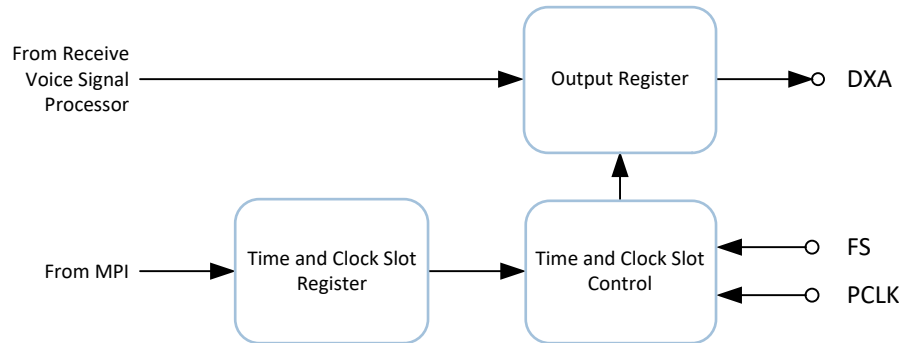 From Receive
Voice Signal
Processor
Output Register
DXA
From MPI
Time and Clock Slot
Register
Time and Clock Slot
Control
FS
PCLK